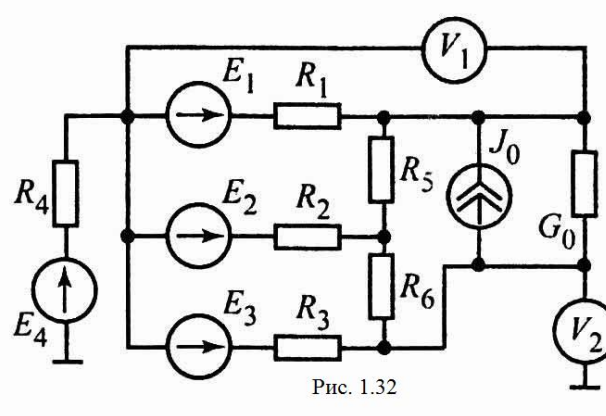 V1
E1 R1
J0
R4 R5
E2 R2
G0
E3 R3 R6
E4 V2
Рис. 1.32